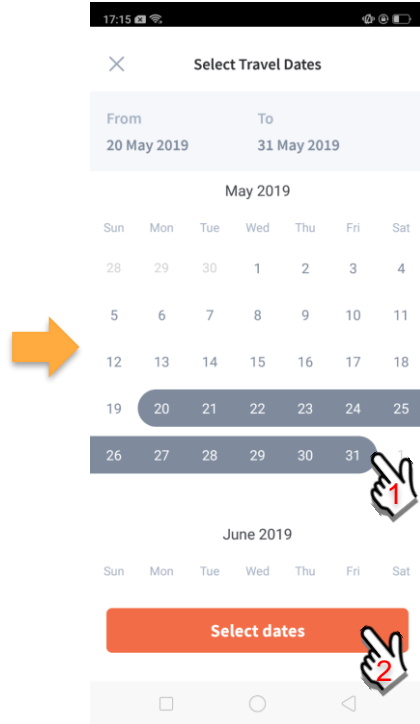 17:15
Select Travel Dates
From To
20 May 2019 31 May 2019
May 2019
Sun Mon Tue Wed Thu Fri Sat
28 29 30 1 2 3 4
5 6 7 8 9 10 11
12 13 14 15 16 17 18
19 20 21 22 23 24 25
26 27 28 29 30 31 1
1
June 2019
Sun Mon Tue Wed Thu Fri Sat
Select dates
2